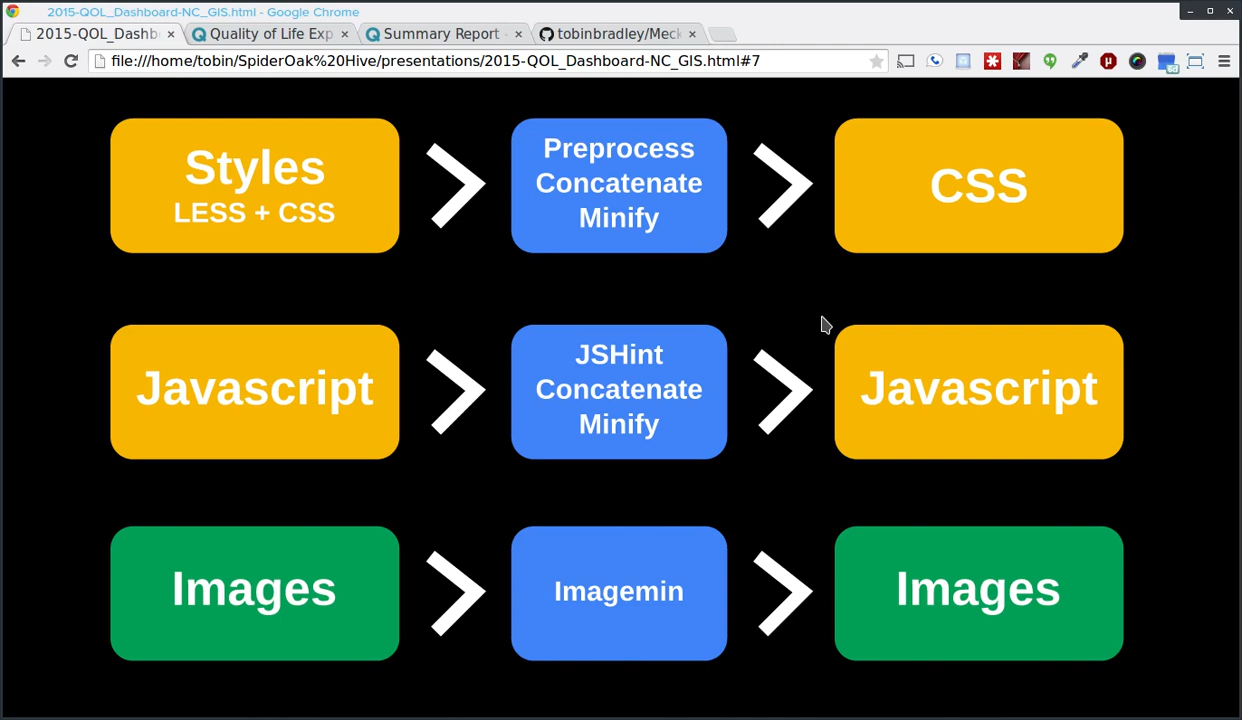 2015-QOL_Dashboard-NC_GIS.html - Google Chrome
2015-QOL_Dashb
Quality of Life Exp
Summary Report -
tobinbradley/Meck
file:///home/tobin/SpiderOak%20Hive/presentations/2015-QOL_Dashboard-NC_GIS.html#7
Styles
LESS + CSS
Preprocess
Concatenate
Minify
CSS
Javascript
JSHint
Concatenate
Minify
Javascript
Images
Imagemin
Images